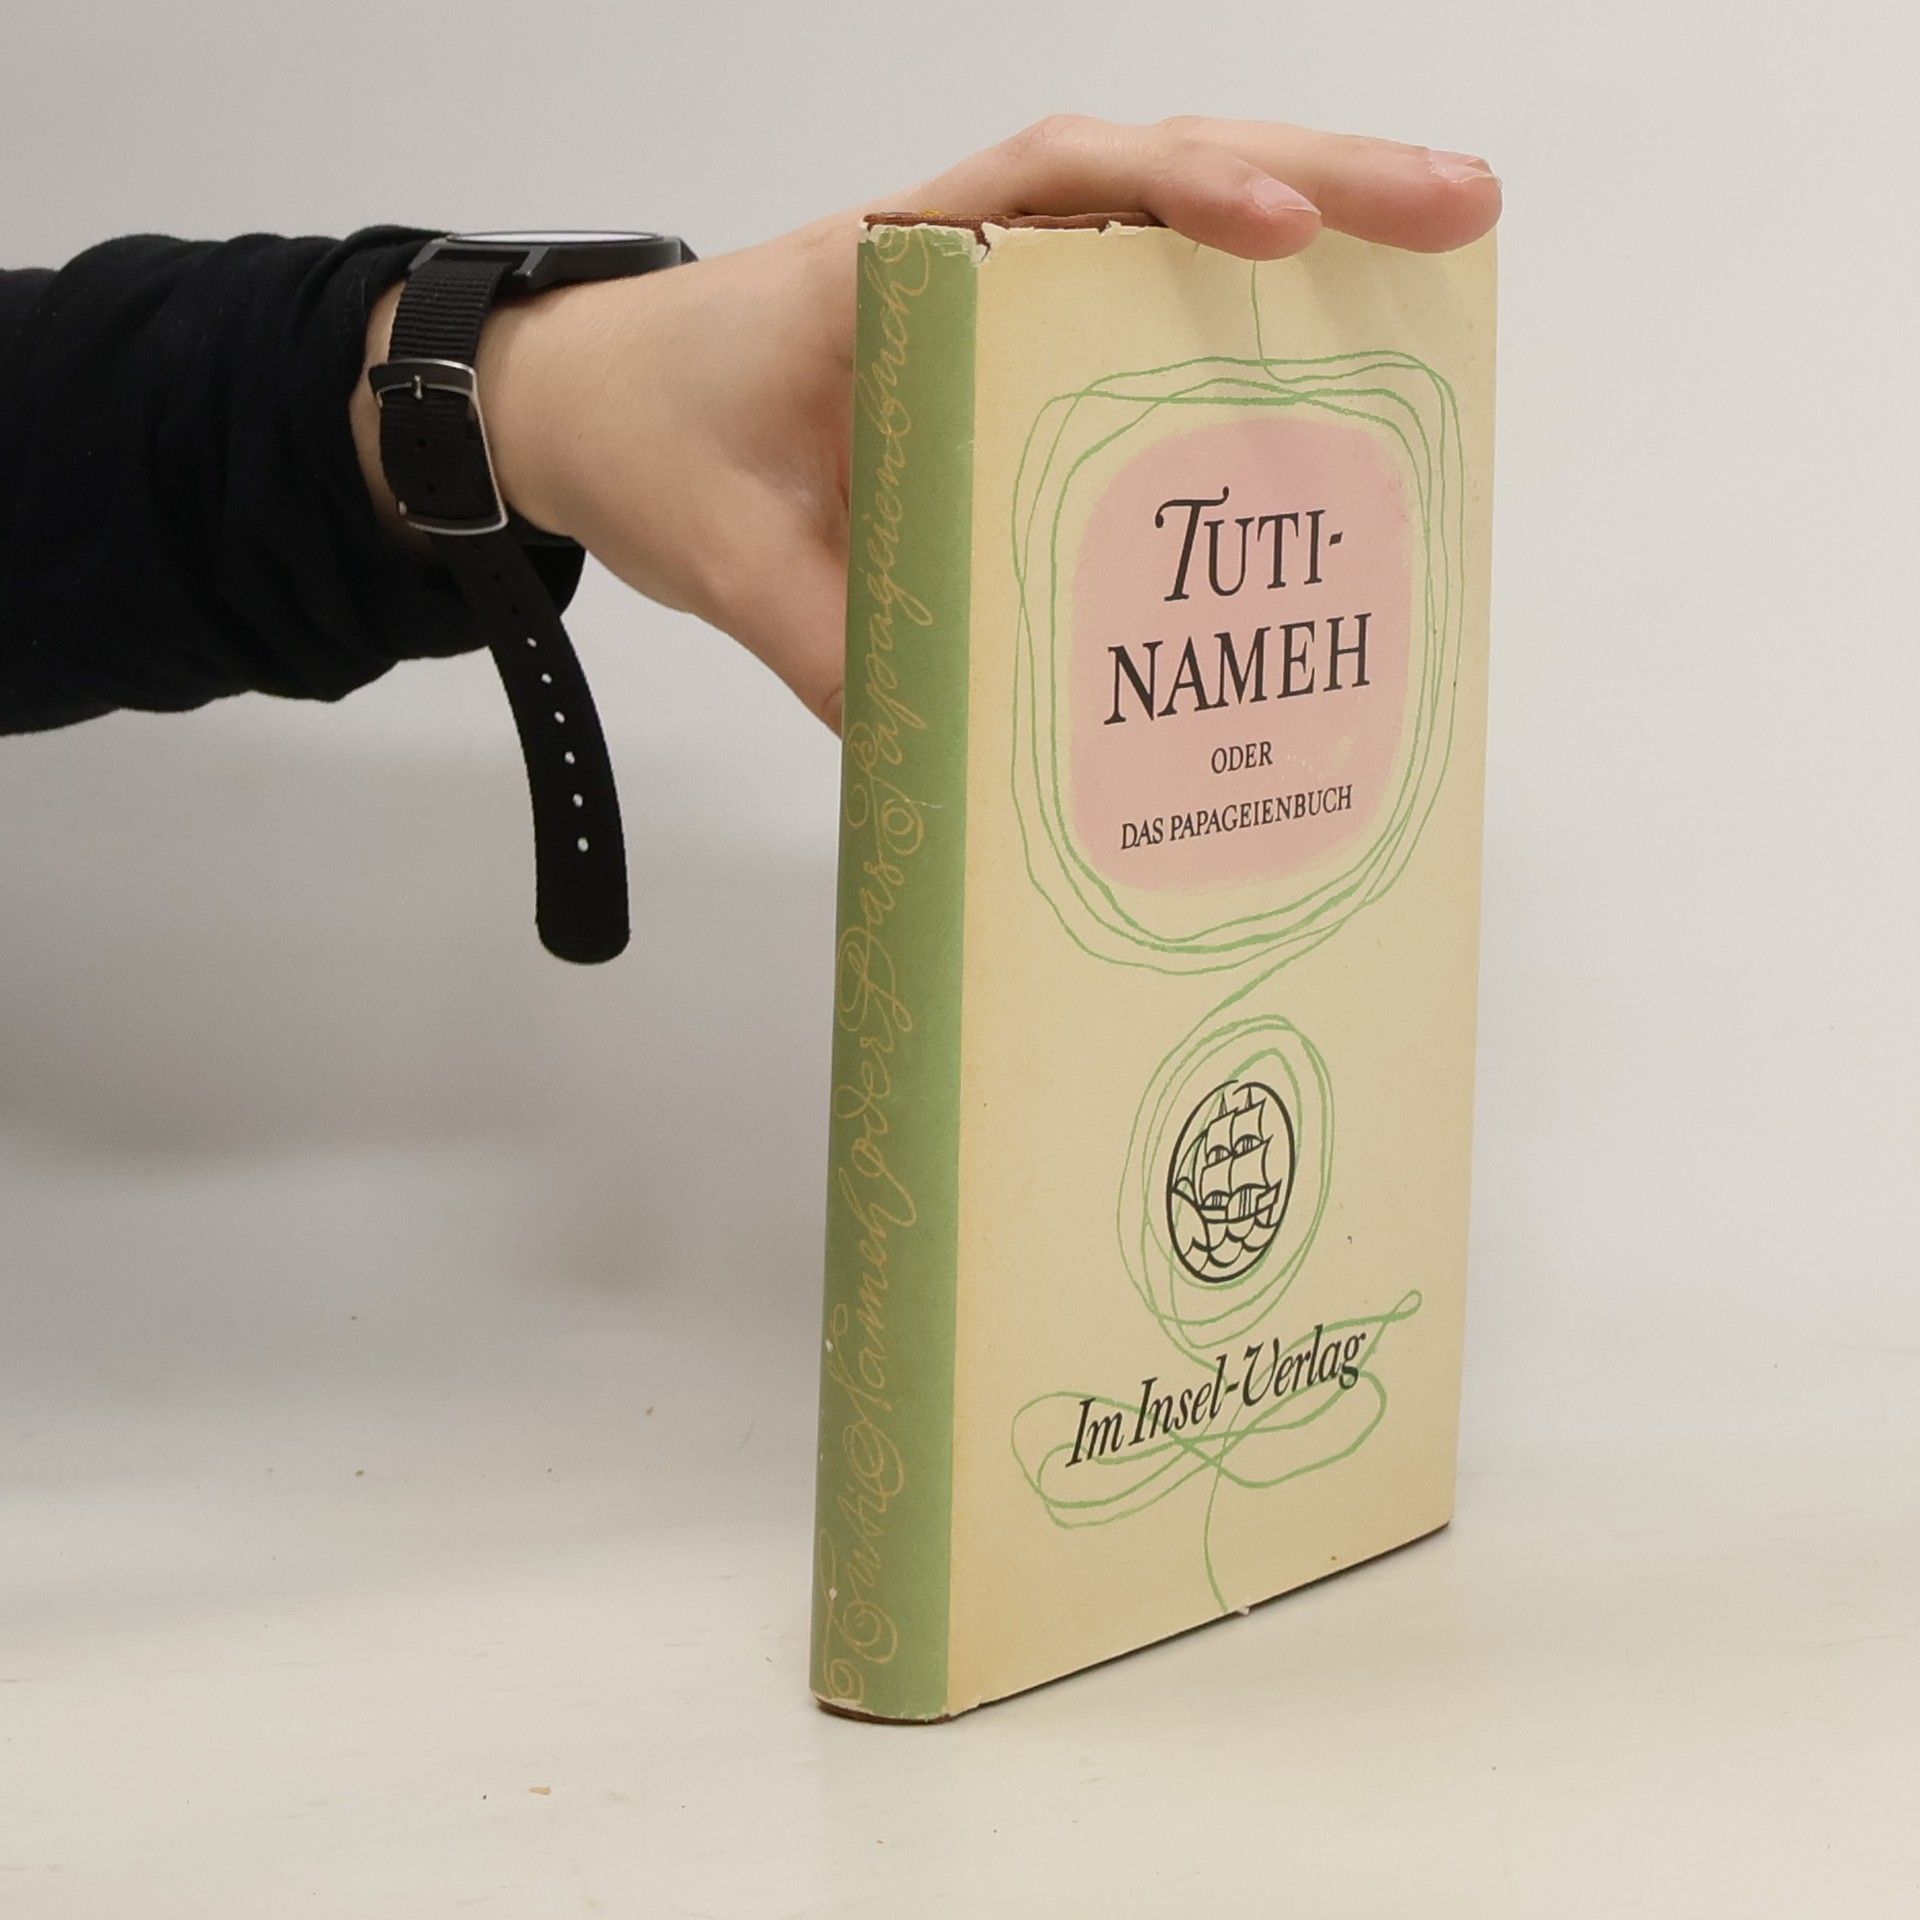 TUTI-
NAMEH
ODER
DAS PAPAGEIENBUCH
Im Insel-Verlag
Tuti Nameh oder Das Papageienbuch